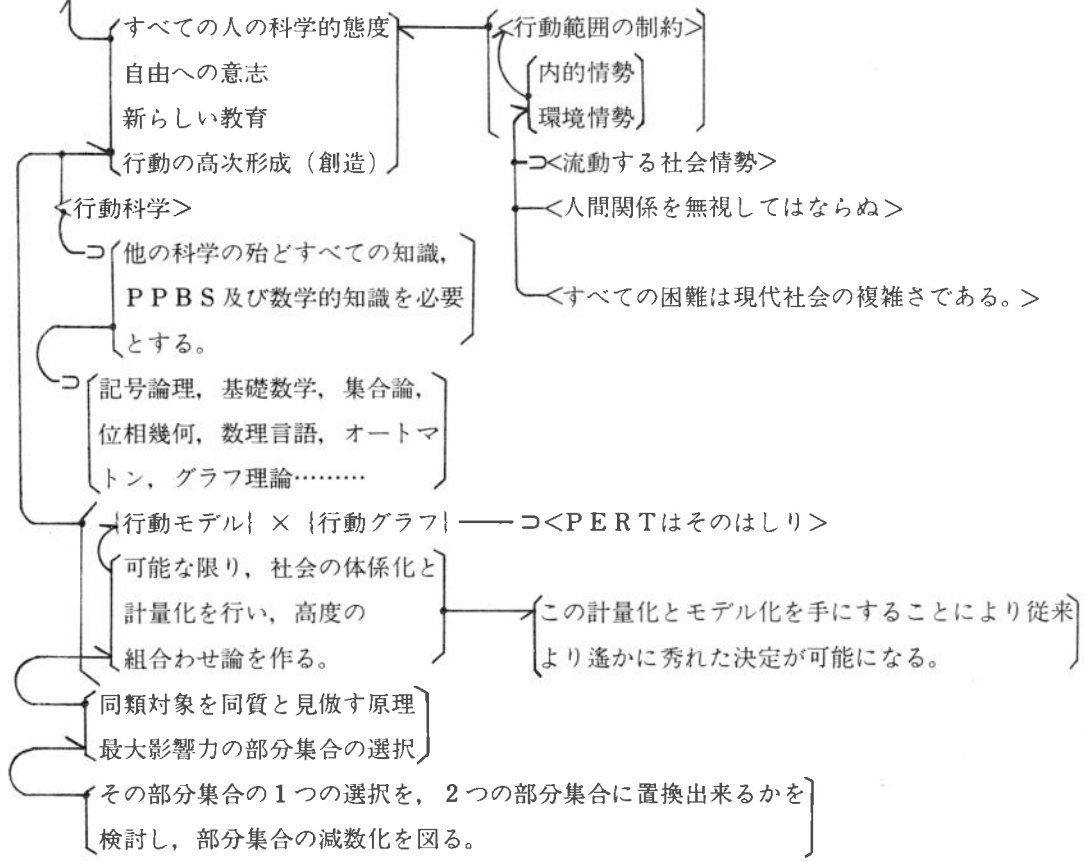 すべての人の科学的態度
自由への意志
新らしい教育
行動の高次形成（創造）
<行動範囲の制約>
内的情勢
環境情勢
⊃<流動する社会情勢>
<人間関係を無視してはならぬ>
<すべての困難は現代社会の複雑さである。>
<行動科学>
⊃他の科学の殆どすべての知識，
ＰＰＢＳ及び数学的知識を必要
とする。
⊃記号論理，基礎数学，集合論，
位相幾何，数理言語，オートマ
トン，グラフ理論………
{行動モデル} × {行動グラフ} ⊃<ＰＥＲＴはそのはしり>
可能な限り，社会の体係化と
計量化を行い，高度の
組合わせ論を作る。
この計量化とモデル化を手にすることにより従来
より遙かに秀れた決定が可能になる。
同類対象を同質と見倣す原理
最大影響力の部分集合の選択
その部分集合の１つの選択を，２つの部分集合に置換出来るかを
検討し，部分集合の減数化を図る。